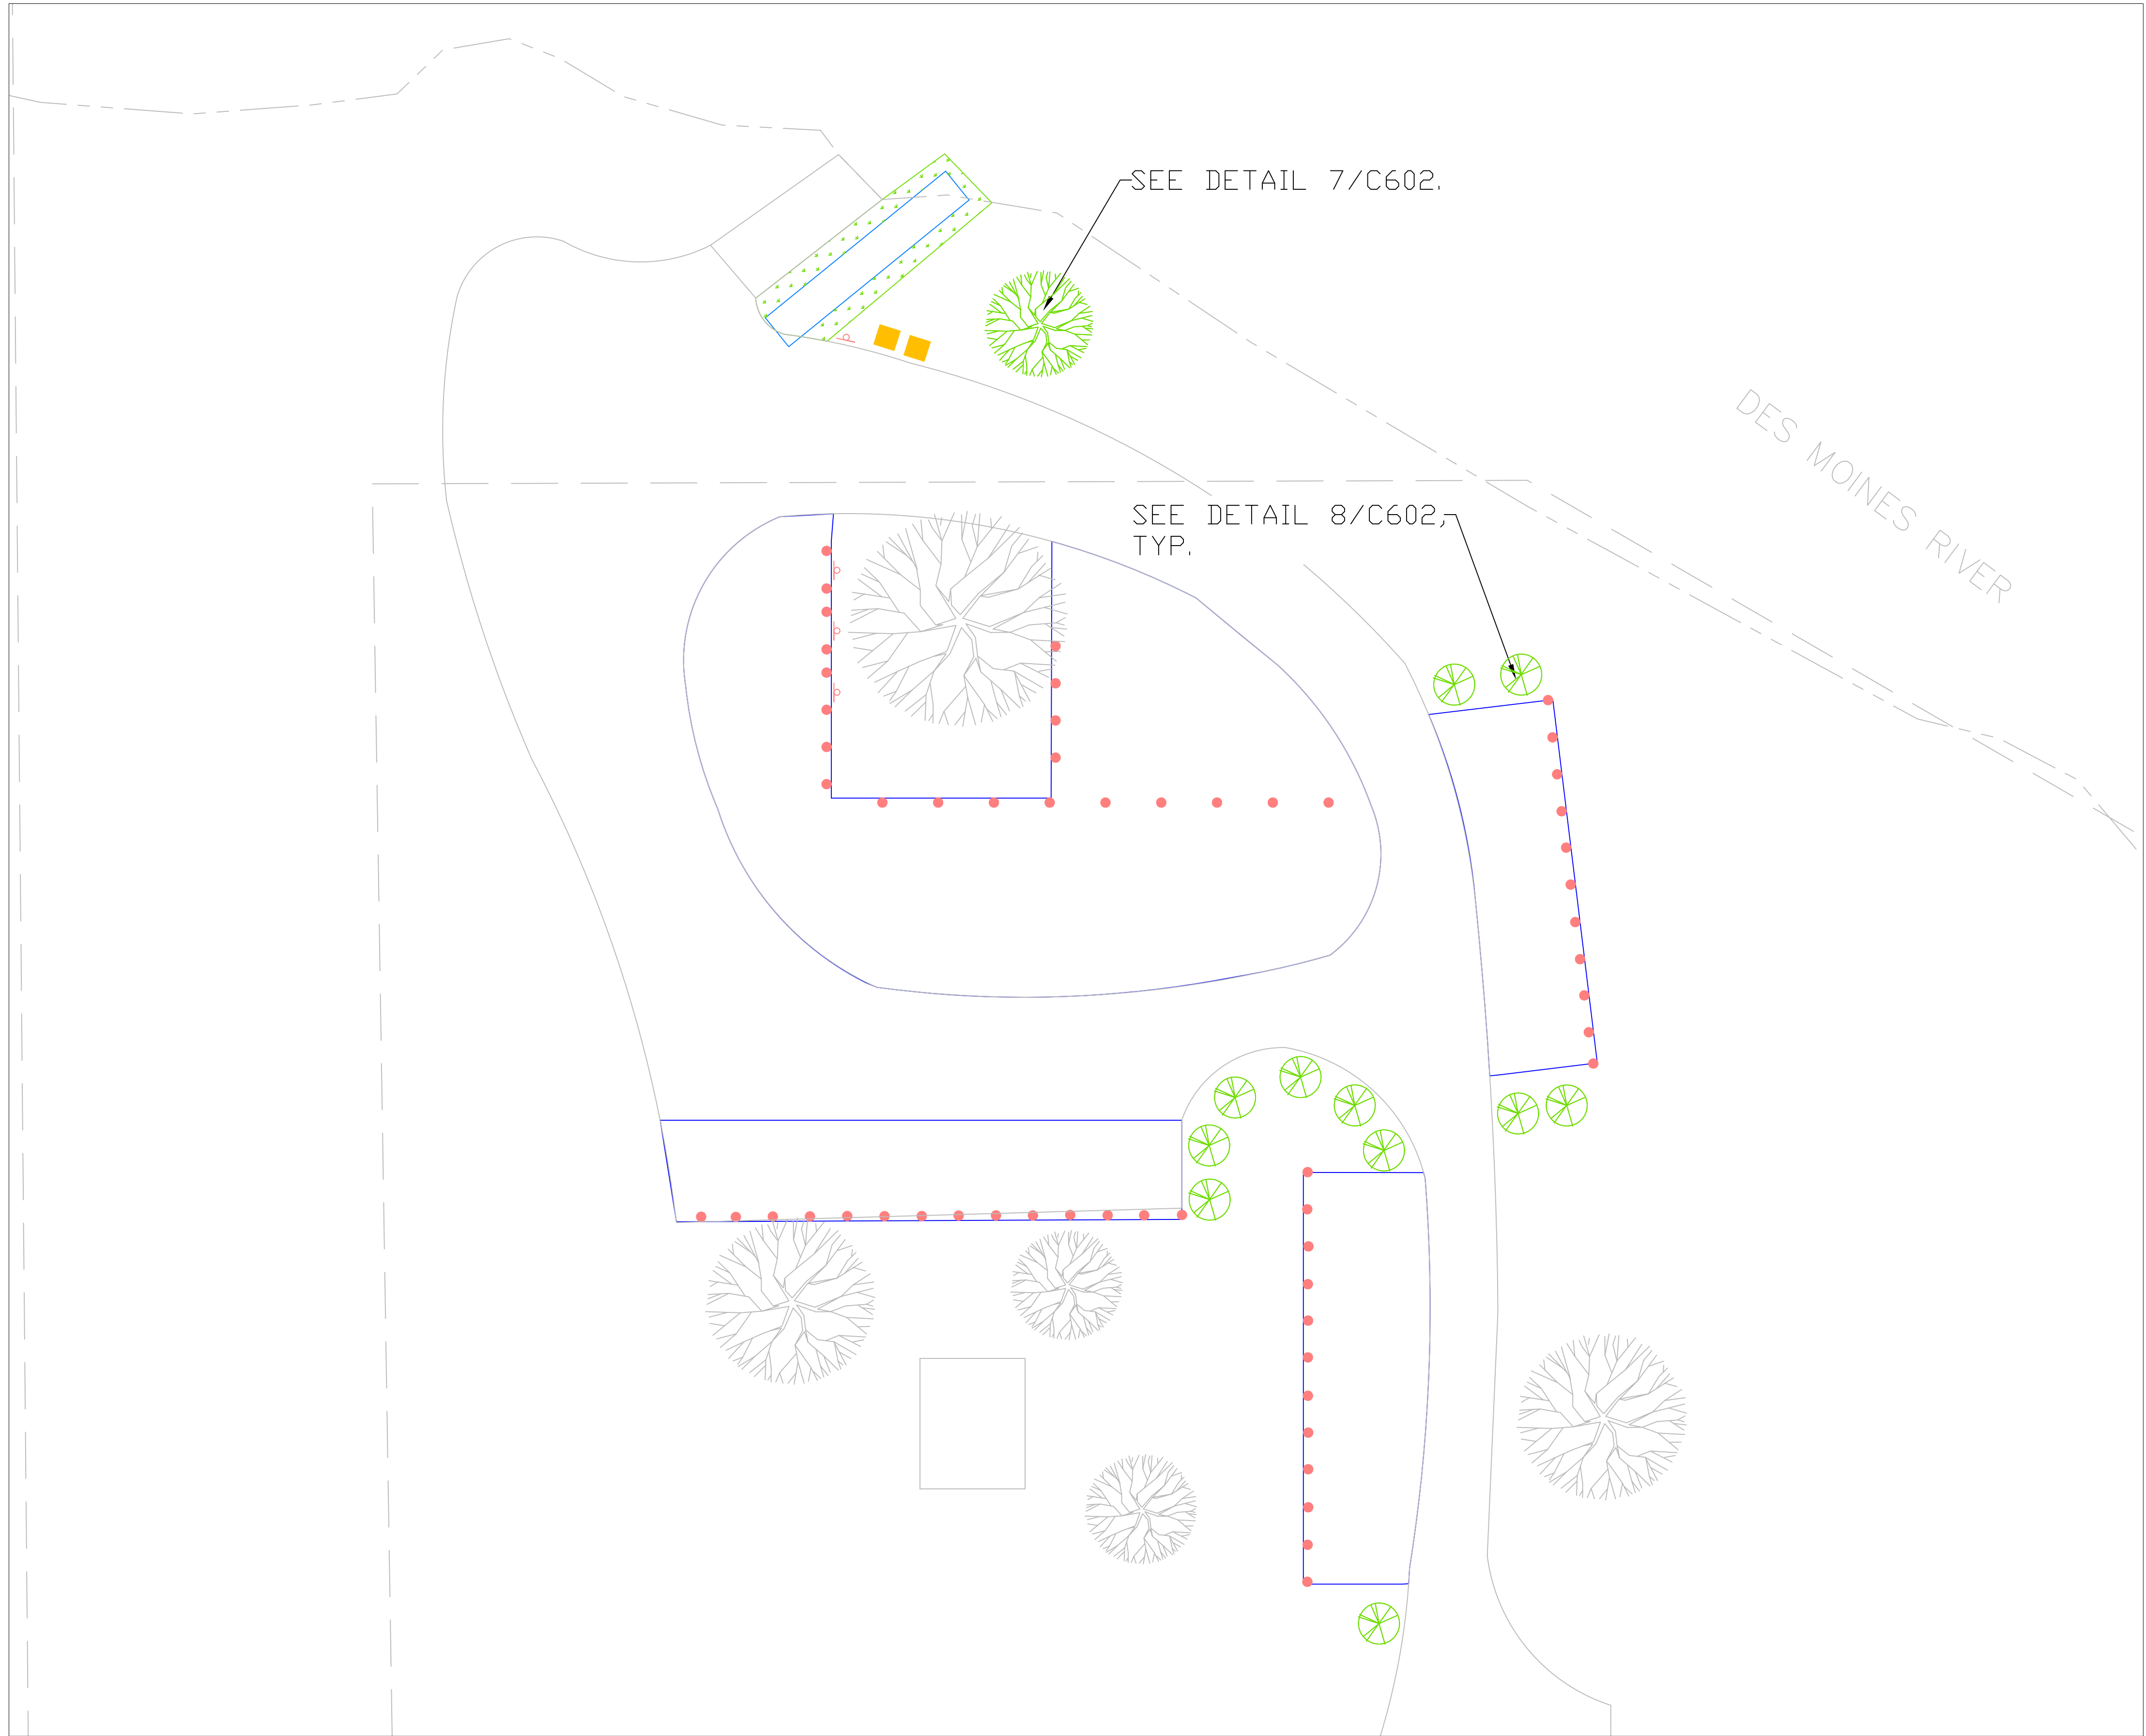 SEE DETAIL 7/C602.
DES MOINES RIVER
SEE DETAIL 8/C602,
TYP.